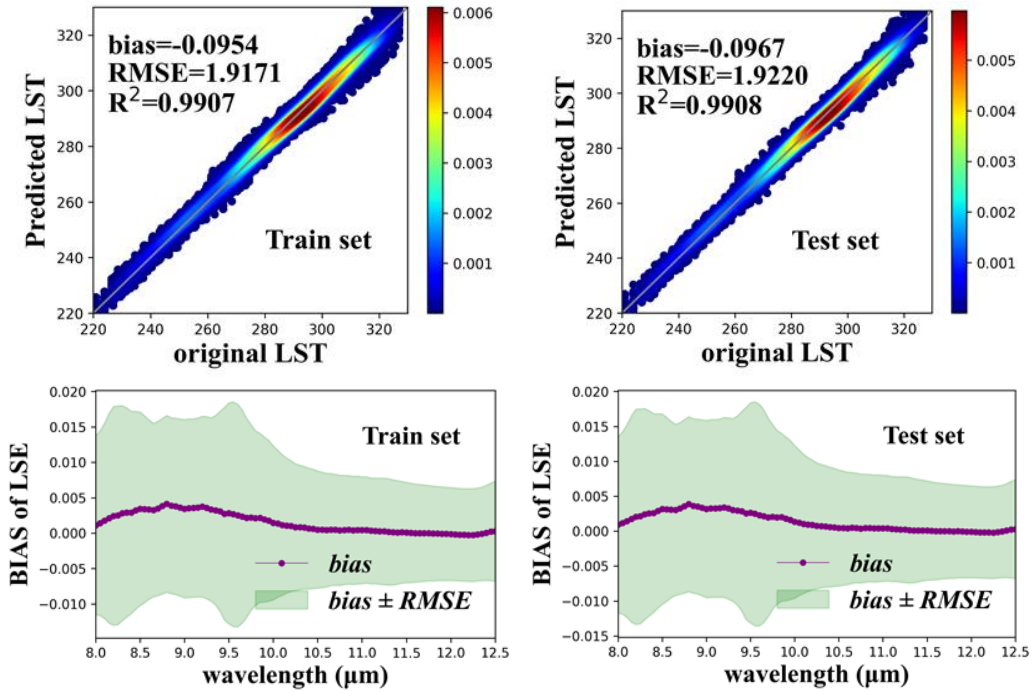 bias=-0.0954
RMSE=1.9171
R²=0.9907
Train set
Predicted LST
320
300
280
260
240
220
220 240 260 280 300 320
original LST
0.006
0.005
0.004
0.003
0.002
0.001
bias=-0.0967
RMSE=1.9220
R²=0.9908
Test set
Predicted LST
320
300
280
260
240
220
220 240 260 280 300 320
original LST
0.005
0.004
0.003
0.002
0.001
Train set
BIAS of LSE
0.020
0.015
0.010
0.005
0.000
−0.005
−0.010
bias
bias ± RMSE
8.0 8.5 9.0 9.5 10.0 10.5 11.0 11.5 12.0 12.5
wavelength (μm)
Test set
BIAS of LSE
0.020
0.015
0.010
0.005
0.000
−0.005
−0.010
−0.015
bias
bias ± RMSE
8.0 8.5 9.0 9.5 10.0 10.5 11.0 11.5 12.0 12.5
wavelength (μm)